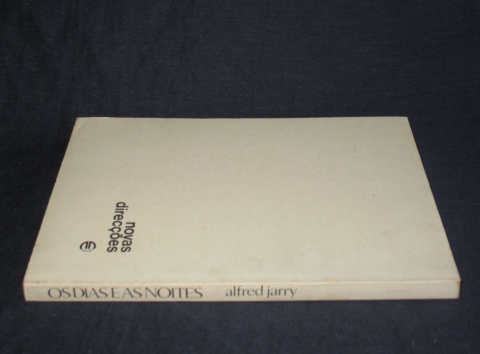 novas
direcções
OS DIAS E AS NOITES alfred jarry